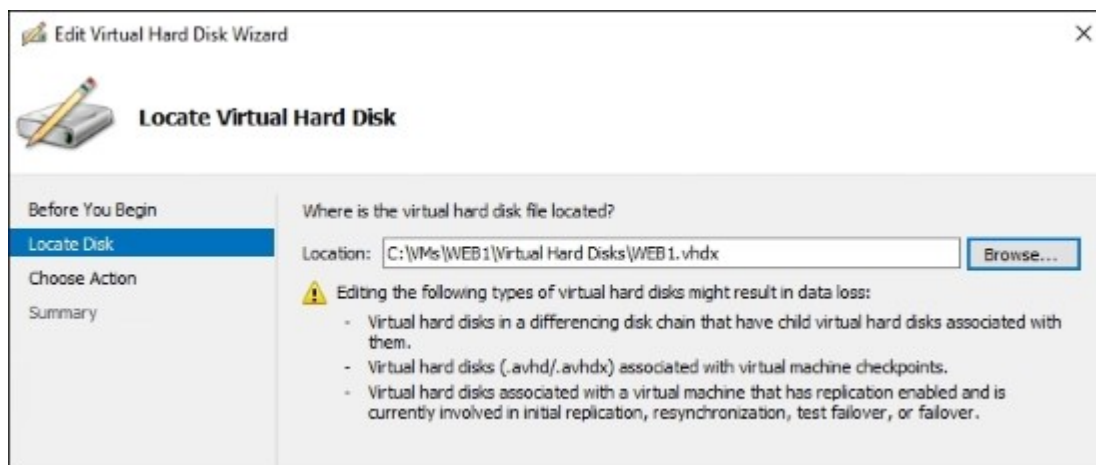 Edit Virtual Hard Disk Wizard
Locate Virtual Hard Disk
Before You Begin
Locate Disk
Choose Action
Summary
Where is the virtual hard disk file located?
Location: C:\VMs\WEB1\Virtual Hard Disks\WEB1.vhdx Browse...
Editing the following types of virtual hard disks might result in data loss:
- Virtual hard disks in a differencing disk chain that have child virtual hard disks associated with
them.
- Virtual hard disks (.avhd/.avhdx) associated with virtual machine checkpoints.
- Virtual hard disks associated with a virtual machine that has replication enabled and is
currently involved in initial replication, resynchronization, test failover, or failover.